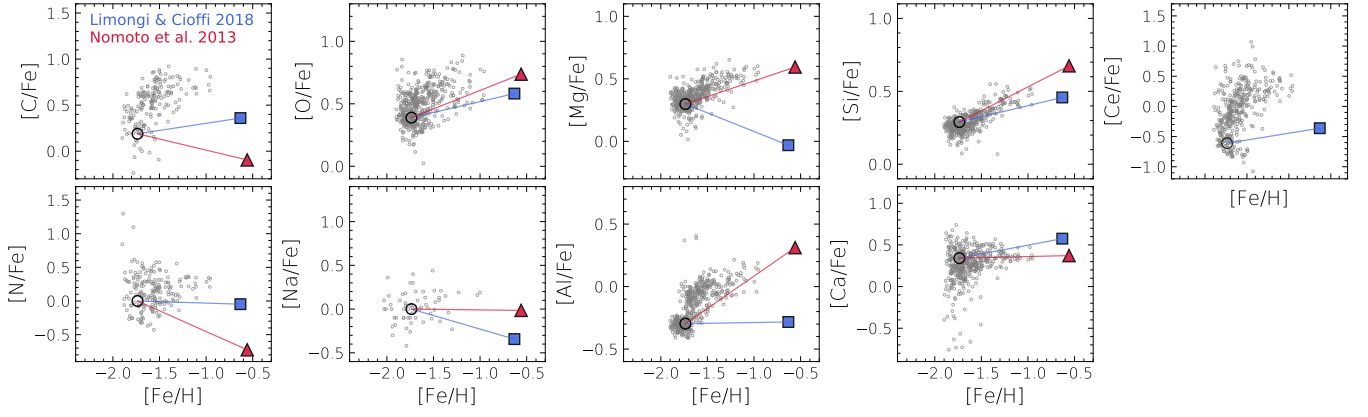 Limongi & Cioffi 2018
Nomoto et al. 2013
[C/Fe]
1.5
1.0
0.5
0.0
[O/Fe]
1.0
0.5
0.0
[Mg/Fe]
1.0
0.5
0.0
[Si/Fe]
1.0
0.5
0.0
[Ce/Fe]
1.5
1.0
0.5
0.0
−0.5
−1.0
[Fe/H]
[N/Fe]
1.5
1.0
0.5
0.0
−0.5
−2.0 −1.5 −1.0 −0.5
[Fe/H]
[Na/Fe]
1.0
0.5
0.0
−0.5
−2.0 −1.5 −1.0 −0.5
[Fe/H]
[Al/Fe]
0.5
0.0
−0.5
−2.0 −1.5 −1.0 −0.5
[Fe/H]
[Ca/Fe]
1.0
0.5
0.0
−0.5
−2.0 −1.5 −1.0 −0.5
[Fe/H]